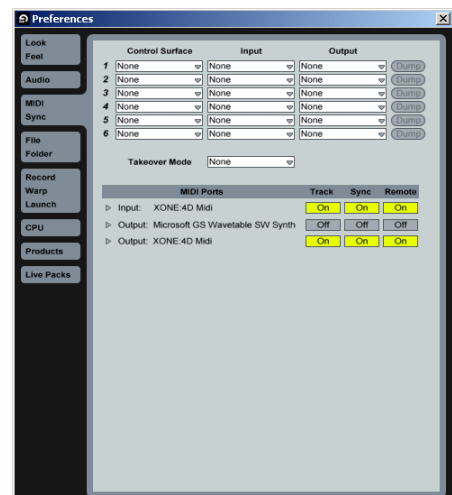 Preferences
Look
Feel
Audio
MIDI
Sync
File
Folder
Record
Warp
Launch
CPU
Products
Live Packs
Control Surface Input Output
1 None None None Dump
2 None None None Dump
3 None None None Dump
4 None None None Dump
5 None None None Dump
6 None None None Dump
Takeover Mode None
MIDI Ports Track Sync Remote
Input: XONE:4D Midi On On On
Output: Microsoft GS Wavetable SW Synth Off Off Off
Output: XONE:4D Midi On On On